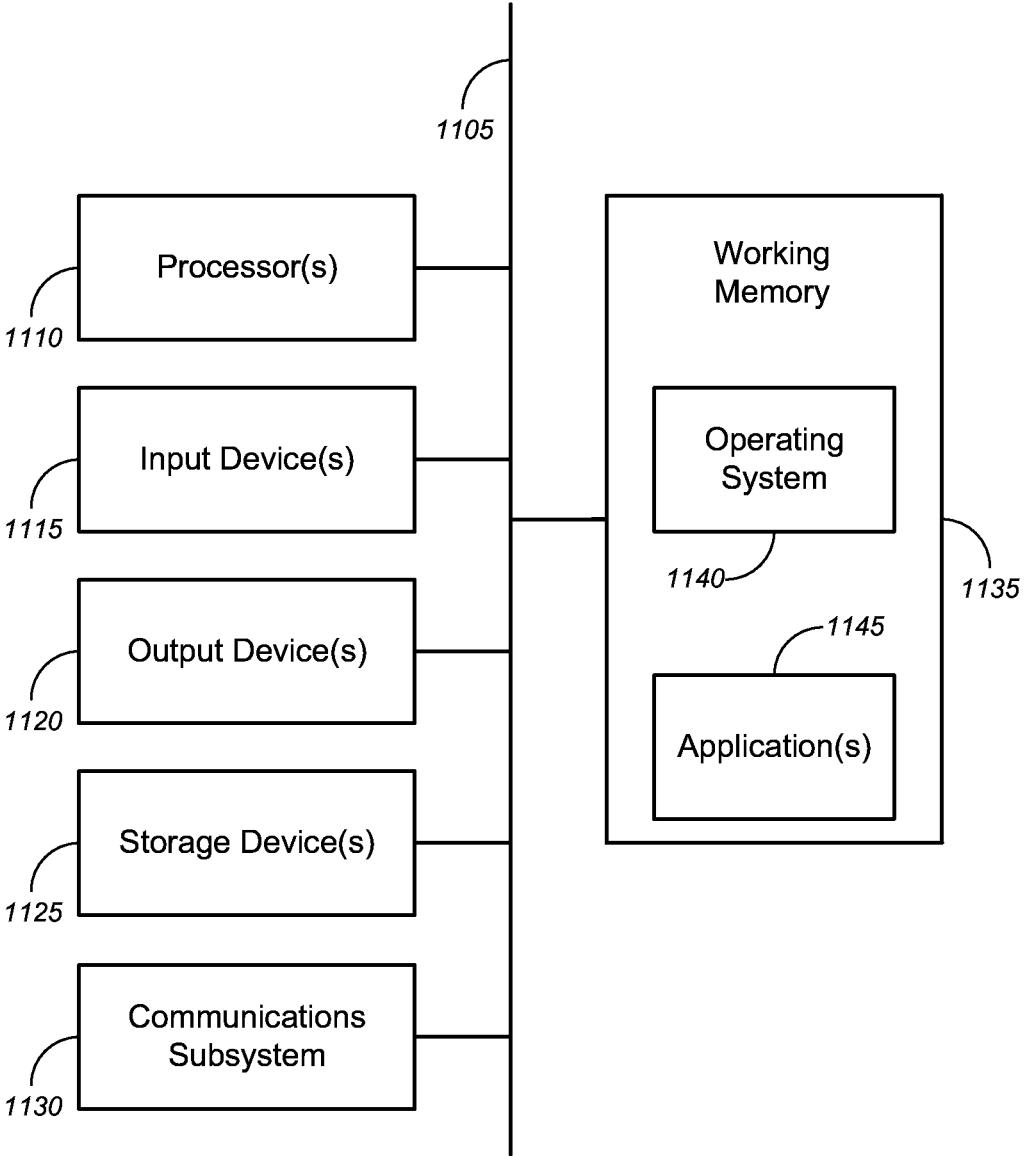 1105
Processor(s)
1110
Input Device(s)
1115
Output Device(s)
1120
Storage Device(s)
1125
Communications
Subsystem
1130
Working
Memory
Operating
System
1140
1135
1145
Application(s)